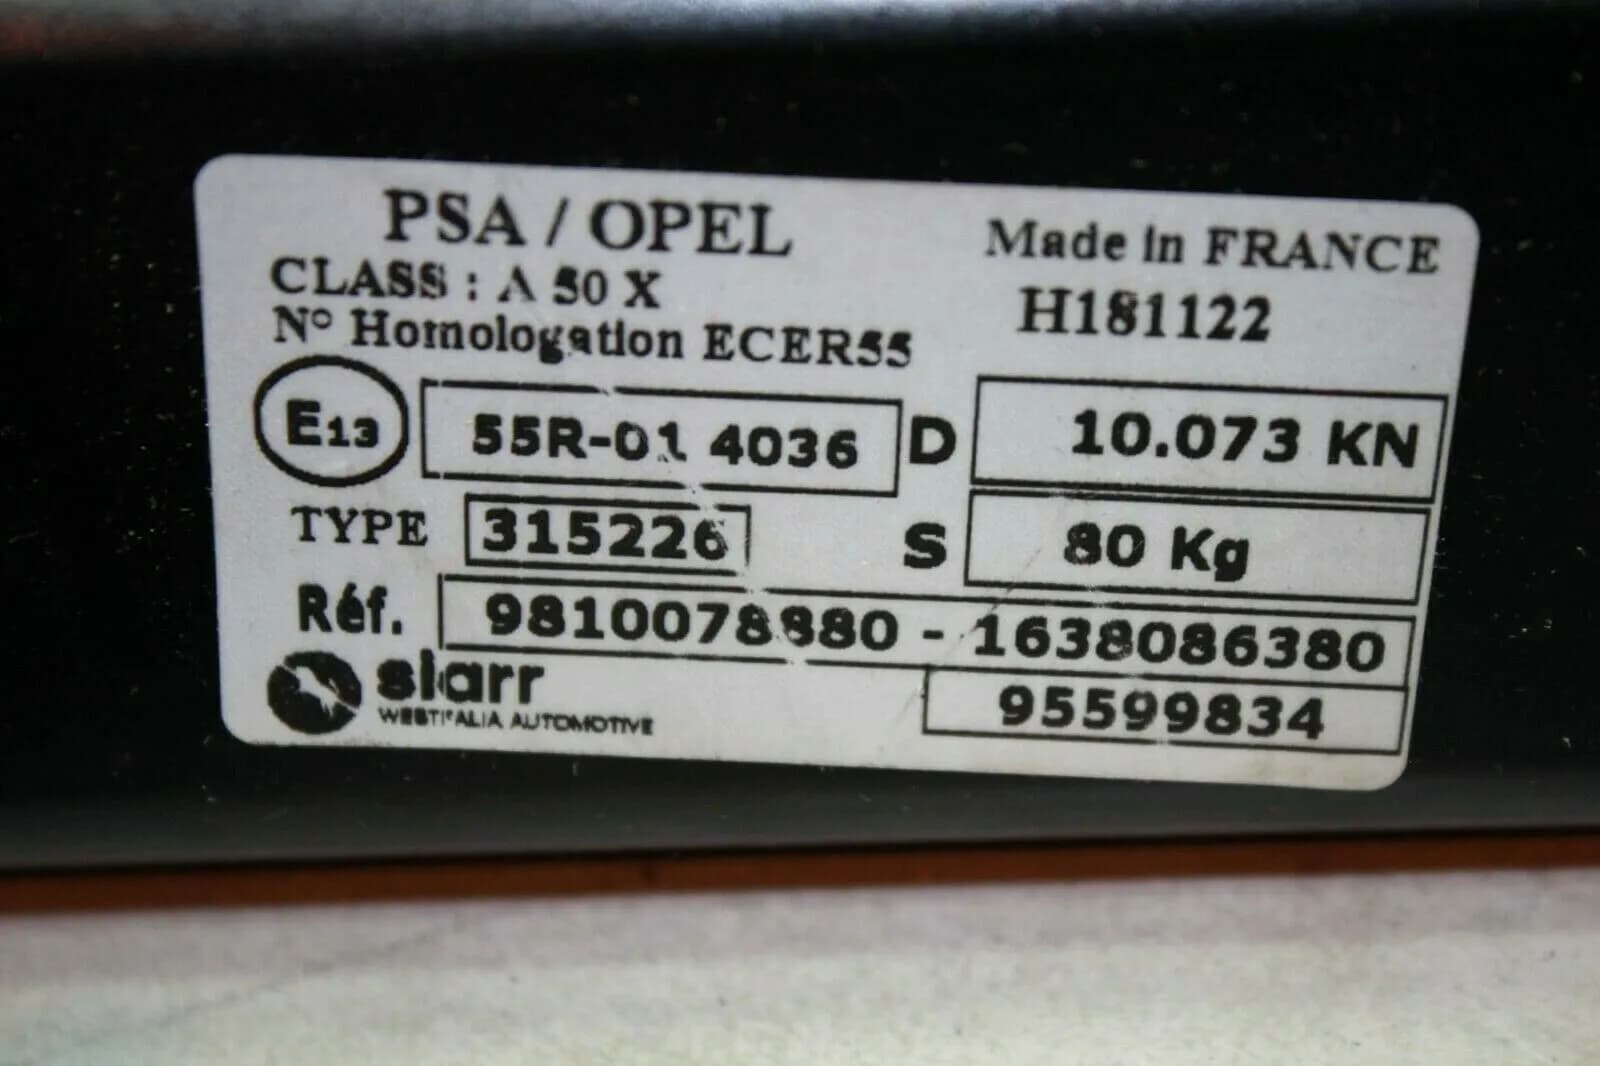 PSA / OPEL
Made in FRANCE
CLASS : A 50 X
H181122
N° Homologation ECER55
E13
55R-01 4036
D
10.073 KN
TYPE
315226
S
80 Kg
Réf.
9810078880 - 1638086380
siarr
WESTFALIA AUTOMOTIVE
95599834